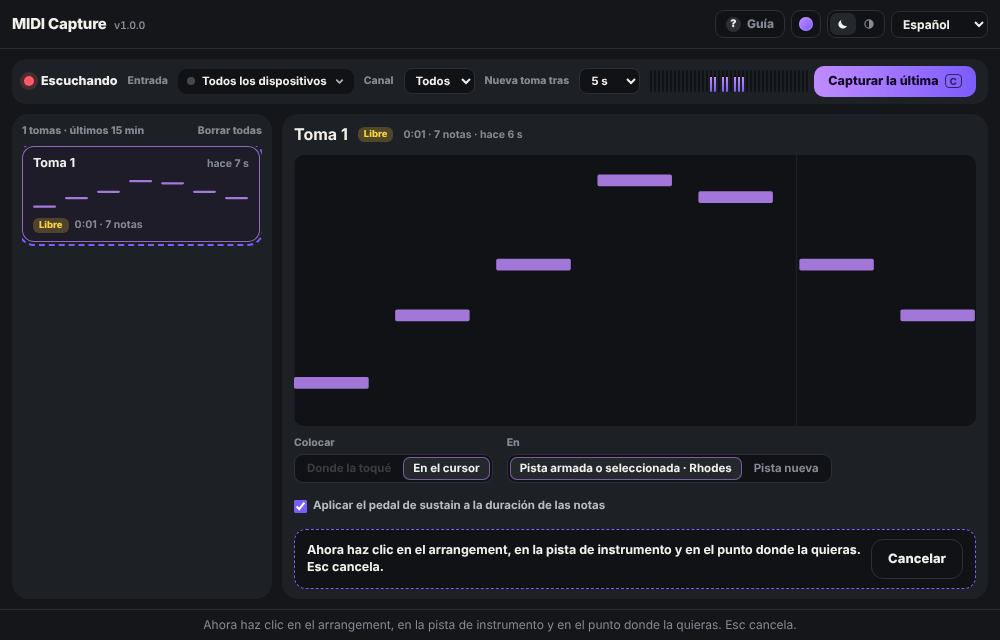 MIDI Capture v1.0.0
? Guía
Español
Escuchando
Entrada
Todos los dispositivos
Canal
Todos
Nueva toma tras
5 s
Capturar la última C
1 tomas · últimos 15 min
Borrar todas
Toma 1
hace 7 s
Libre 0:01 · 7 notas
Toma 1 Libre 0:01 · 7 notas · hace 6 s
Colocar
En
Donde la toqué
En el cursor
Pista armada o seleccionada · Rhodes
Pista nueva
Aplicar el pedal de sustain a la duración de las notas
Ahora haz clic en el arrangement, en la pista de instrumento y en el punto donde la quieras.
Esc cancela.
Cancelar
Ahora haz clic en el arrangement, en la pista de instrumento y en el punto donde la quieras. Esc cancela.